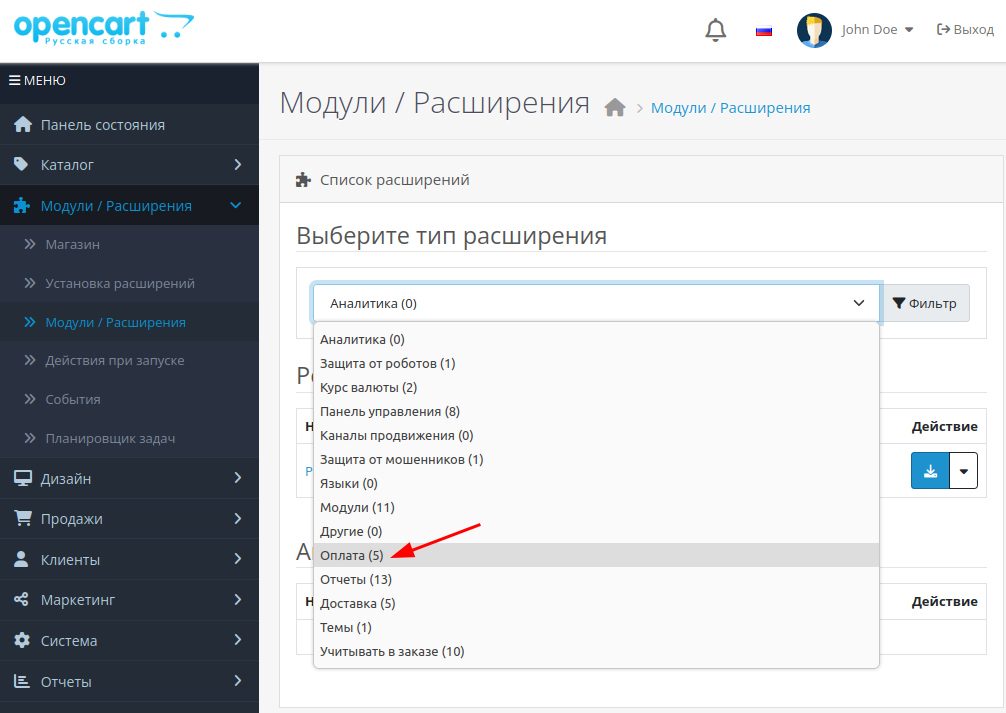 opencart
Русская сборка
John Doe
Выход
МЕНЮ
Панель состояния
Каталог
Модули / Расширения
Магазин
Установка расширений
Модули / Расширения
Действия при запуске
События
Планировщик задач
Дизайн
Продажи
Клиенты
Маркетинг
Система
Отчеты
Модули / Расширения
Модули / Расширения
Список расширений
Выберите тип расширения
Аналитика (0)
Фильтр
Аналитика (0)
Защита от роботов (1)
Курс валюты (2)
Панель управления (8)
Каналы продвижения (0)
Защита от мошенников (1)
Языки (0)
Модули (11)
Другие (0)
Оплата (5)
Отчеты (13)
Доставка (5)
Темы (1)
Учитывать в заказе (10)
Действие
Действие